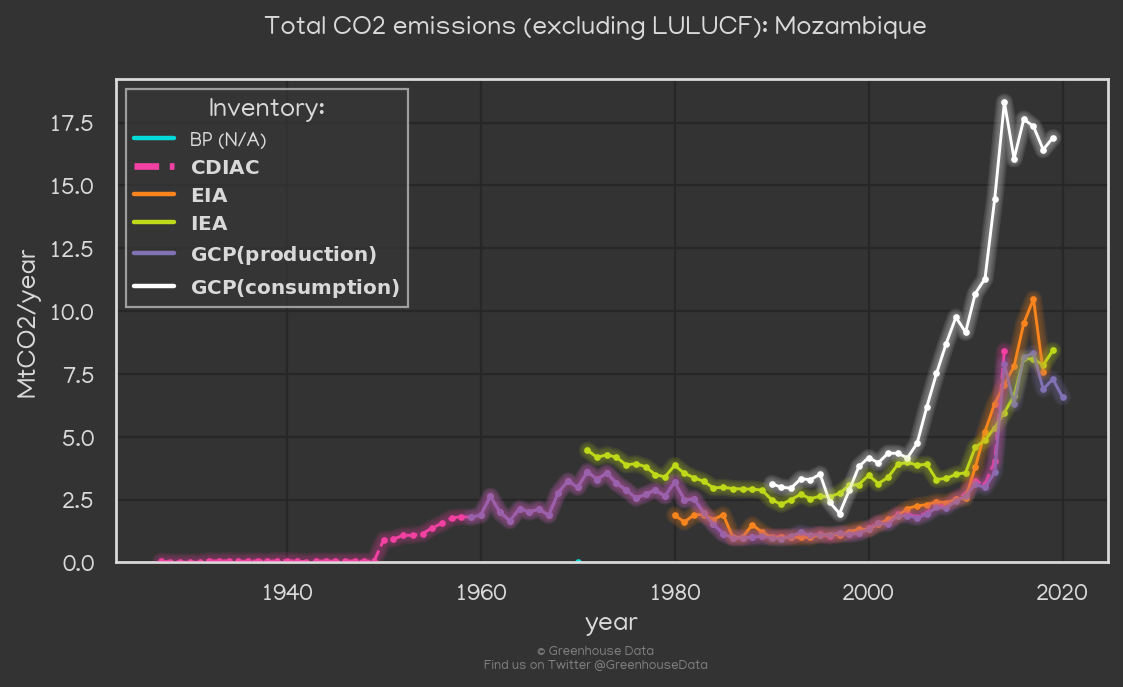 Total CO2 emissions (excluding LULUCF): Mozambique
Inventory:
BP (N/A)
CDIAC
EIA
IEA
GCP(production)
GCP(consumption)
MtCO2/year
17.5
15.0
12.5
10.0
7.5
5.0
2.5
0.0
1940 1960 1980 2000 2020
year
© Greenhouse Data
Find us on Twitter @GreenhouseData